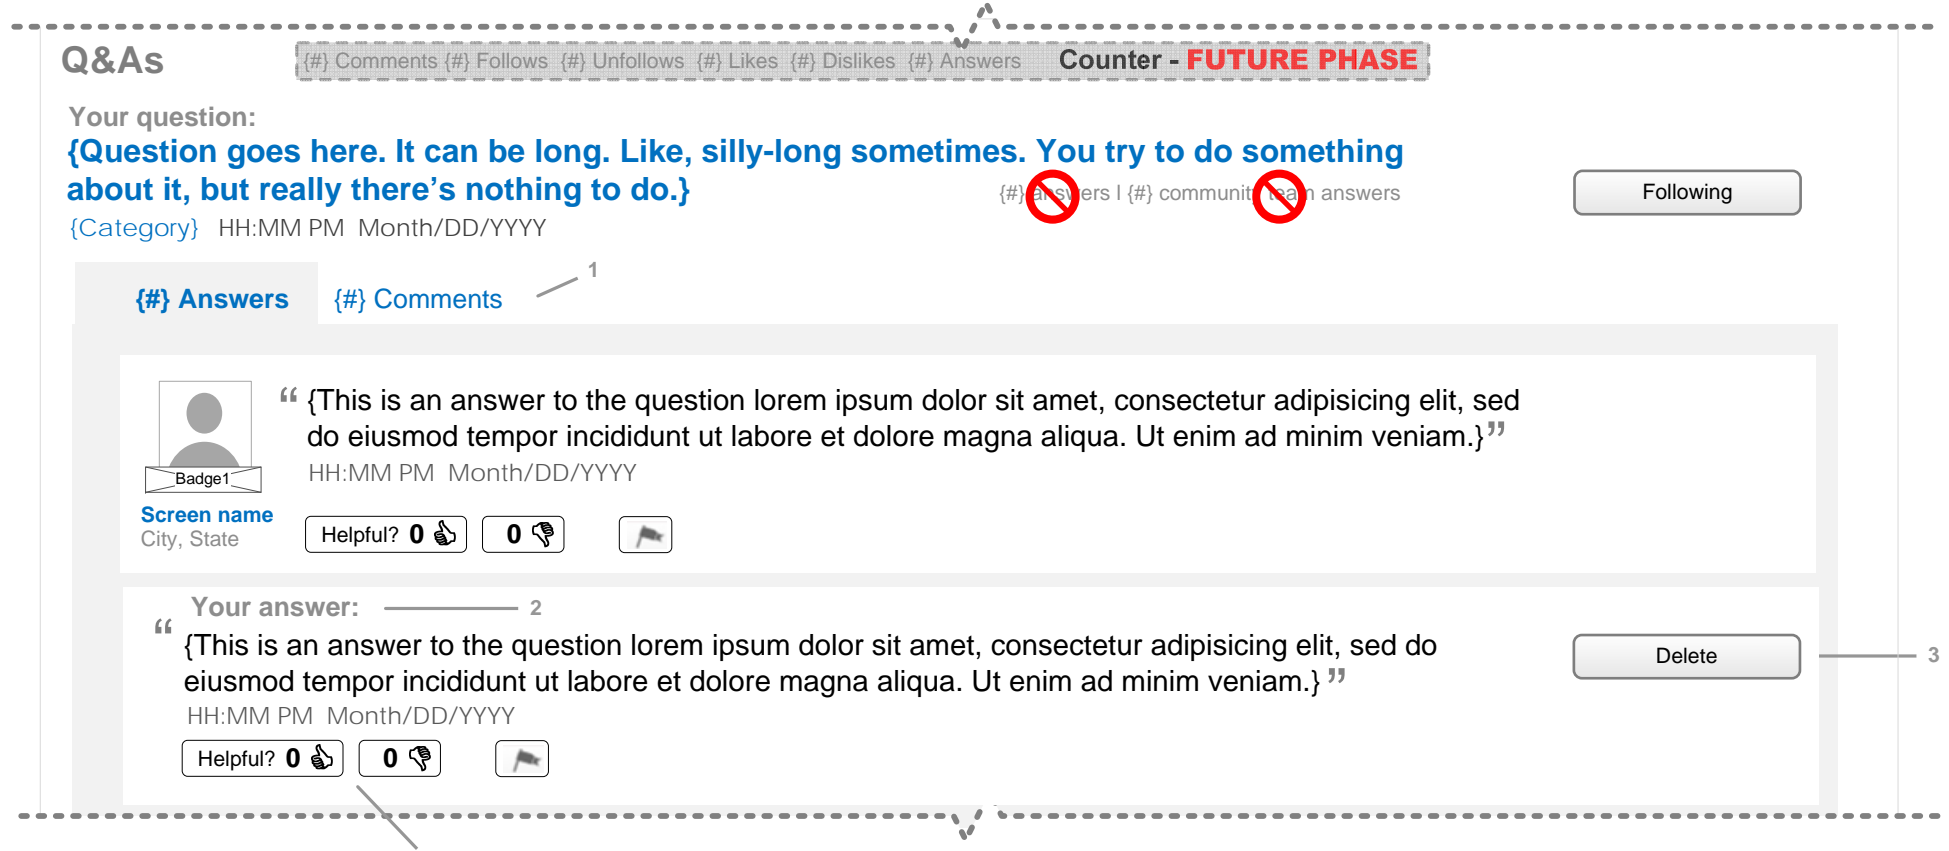 Q&As
{#} Comments {#} Follows {#} Unfollows {#} Likes {#} Dislikes {#} Answers Counter - FUTURE PHASE
Your question:
{Question goes here. It can be long. Like, silly-long sometimes. You try to do something
about it, but really there’s nothing to do.}
{#} answers I {#} community team answers
Following
{Category} HH:MM PM Month/DD/YYYY
1
{#} Answers {#} Comments
“ {This is an answer to the question lorem ipsum dolor sit amet, consectetur adipisicing elit, sed
do eiusmod tempor incididunt ut labore et dolore magna aliqua. Ut enim ad minim veniam.}”
HH:MM PM Month/DD/YYYY
Badge1
Screen name
City, State
Helpful? 0 0
Your answer: 2
“ {This is an answer to the question lorem ipsum dolor sit amet, consectetur adipisicing elit, sed do
eiusmod tempor incididunt ut labore et dolore magna aliqua. Ut enim ad minim veniam.} ”
Delete 3
HH:MM PM Month/DD/YYYY
Helpful? 0 0